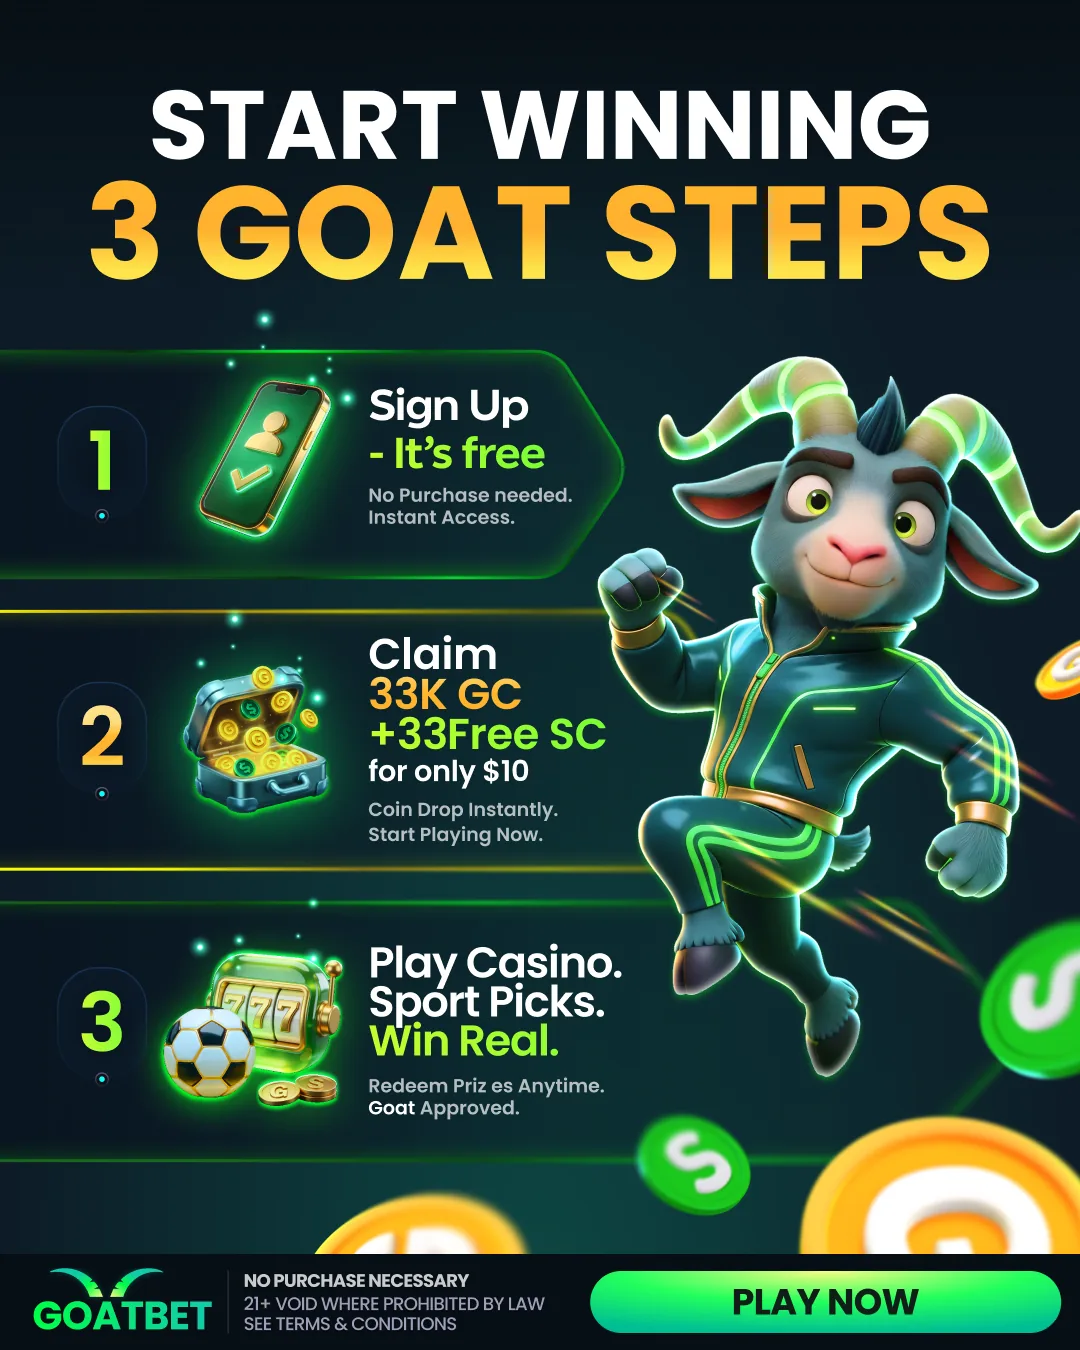 START WINNING
3 GOAT STEPS
1
Sign Up
- It's free
No Purchase needed.
Instant Access.
2
Claim
33K GC
+33Free SC
for only $10
Coin Drop Instantly.
Start Playing Now.
3
777
G S
Play Casino.
Sport Picks.
Win Real.
Redeem Priz es Anytime.
Goat Approved.
S
S
GOATBET
NO PURCHASE NECESSARY
21+ VOID WHERE PROHIBITED BY LAW
SEE TERMS & CONDITIONS
PLAY NOW